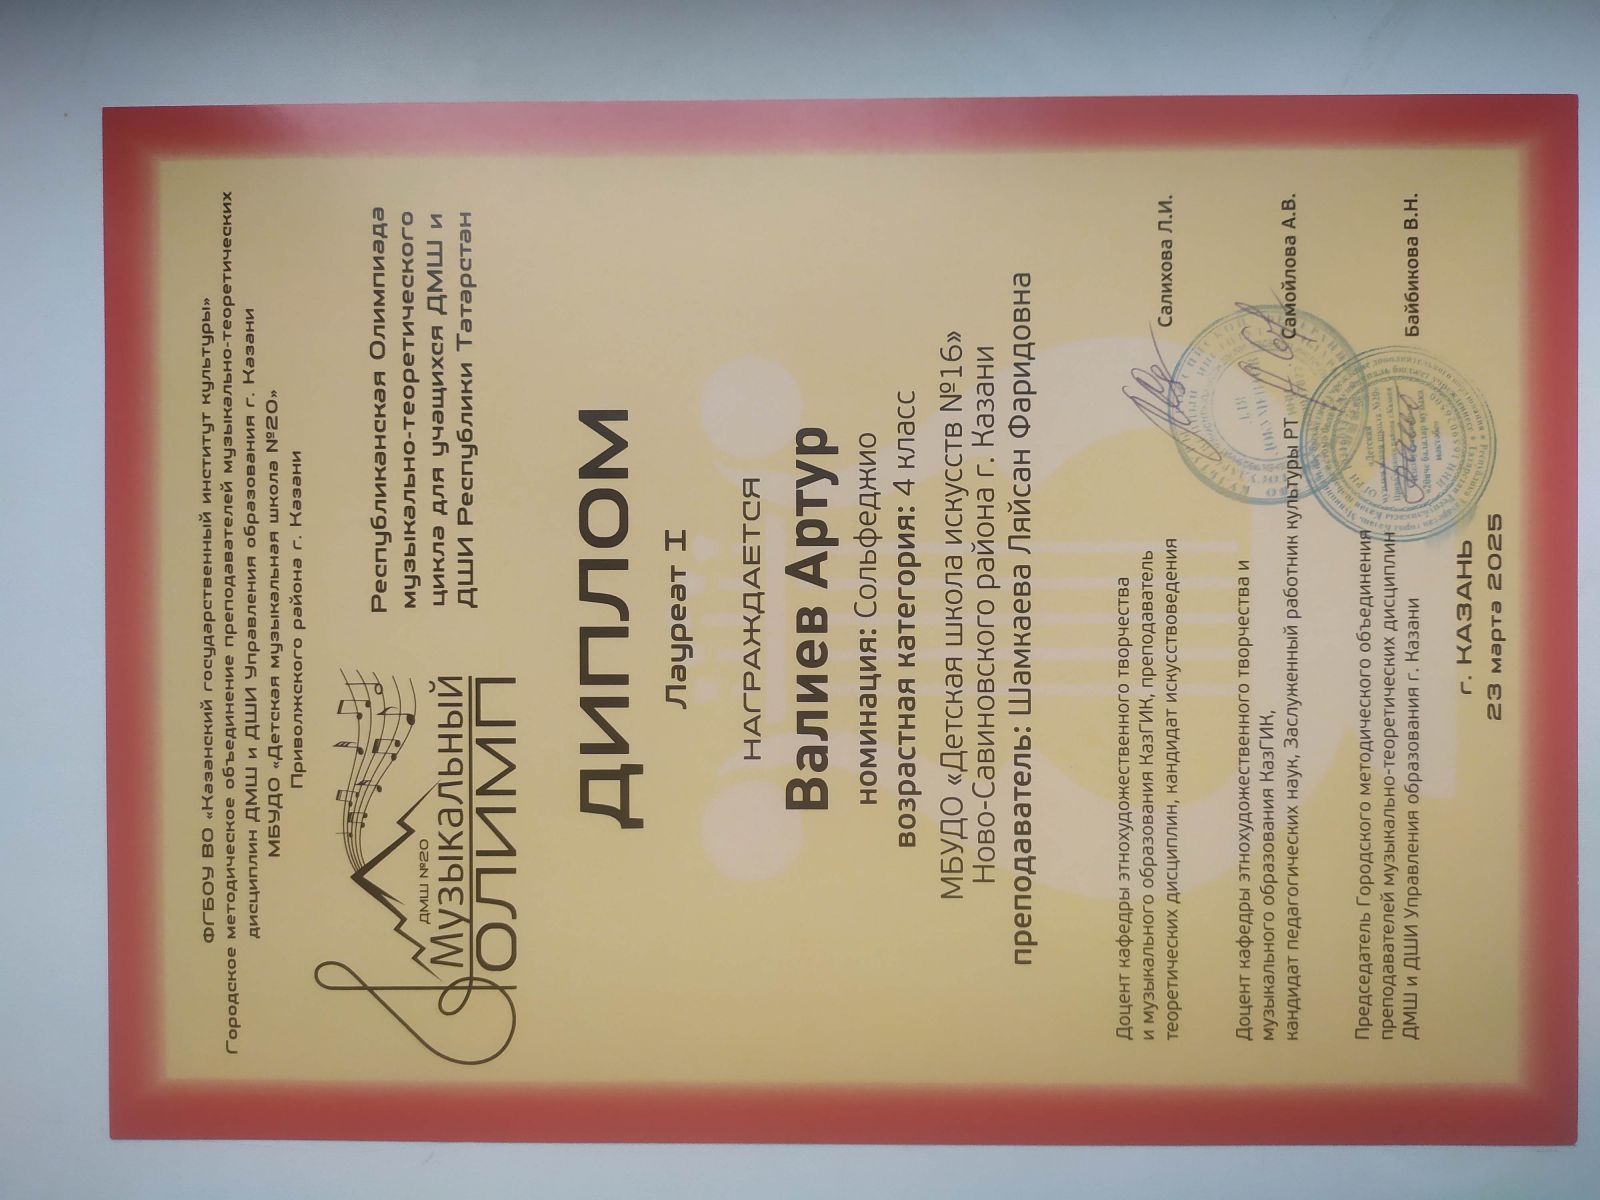 ФГБОУ ВО «Казанский государственный институт культуры»
Городское методическое объединение преподавателей музыкально-теоретических
дисциплин ДМШ и ДШИ Управления образования г. Казани
МБУДО «Детская музыкальная школа №20»
Приволжского района г. Казани
ДМШ №20
Музыкальный
ОЛИМП
Республиканская Олимпиада
музыкально-теоретического
цикла для учащихся ДМШ и
ДШИ Республики Татарстан
ДИПЛОМ
Лауреат I
НАГРАЖДАЕТСЯ
Валиев Артур
номинация: Сольфеджио
возрастная категория: 4 класс
МБУДО «Детская школа искусств №16»
Ново-Савиновского района г. Казани
преподаватель: Шамкаева Ляйсан Фаридовна
Доцент кафедры этнохудожественного творчества
и музыкального образования КазГИК, преподаватель
теоретических дисциплин, кандидат искусствоведения
Салихова Л.И.
Доцент кафедры этнохудожественного творчества и
музыкального образования КазГИК,
кандидат педагогических наук, Заслуженный работник культуры РТ
Самойлова А.В.
ДЛЯ
ДОКУМЕНТОВ
Председатель Городского методического объединения
преподавателей музыкально-теоретических дисциплин
ДМШ и ДШИ Управления образования г. Казани
Байбикова В.Н.
г. КАЗАНЬ
23 марта 2025